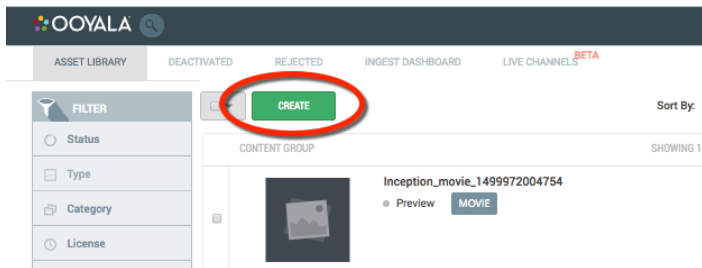 OOYALA
ASSET LIBRARY DEACTIVATED REJECTED INGEST DASHBOARD LIVE CHANNELS BETA
FILTER CREATE Sort By:
Status
CONTENT GROUP SHOWING
Type
Inception_movie_1499972004754
Category
Preview MOVIE
License